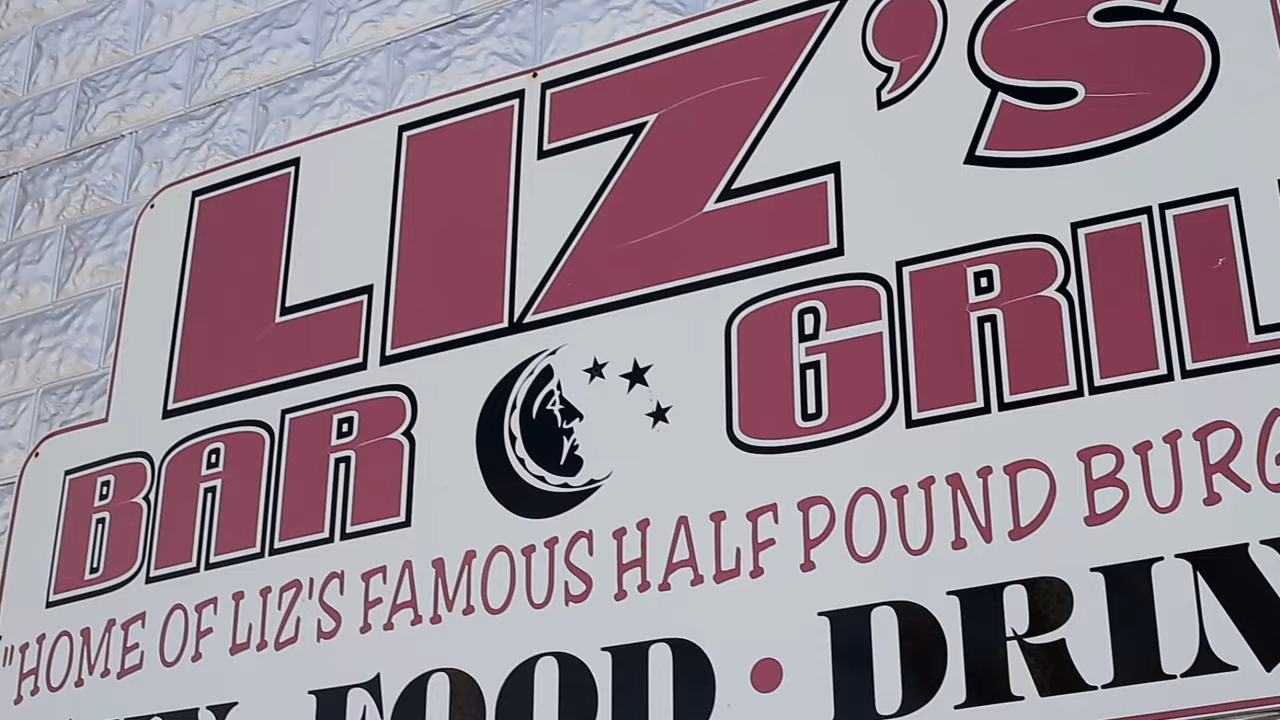 LIZ'S
BAR GRIL
"HOME OF LIZ'S FAMOUS HALF POUND BURG
FOOD • DRIN